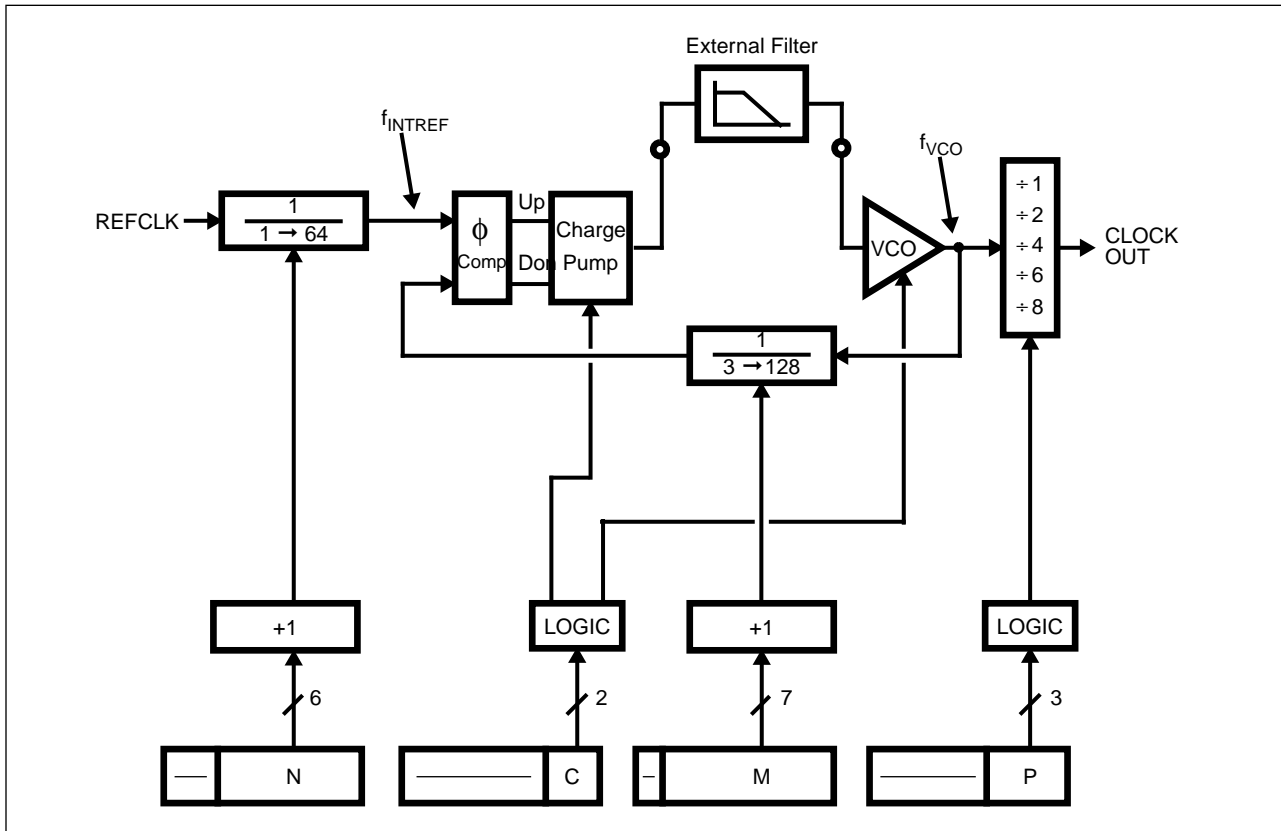 External Filter
fINTREF
fVCO
REFCLK
1
1 → 64
ϕ
Comp
Up
Don
Charge
Pump
VCO
÷ 1
÷ 2
÷ 4
÷ 6
÷ 8
CLOCK
OUT
1
3 → 128
+1
LOGIC
+1
LOGIC
6
2
7
3
N
C
M
P